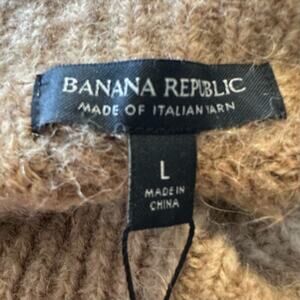 BANANA REPUBLIC
MADE OF ITALIAN YARN
L
MADE IN
CHINA